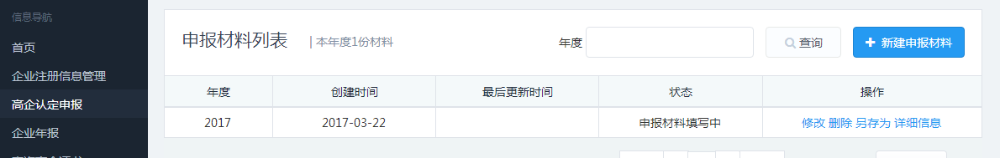 信息导航
首页
企业注册信息管理
高企认定申报
企业年报
申报材料列表 | 本年度1份材料 年度 查询 新建申报材料
年度 创建时间 最后更新时间 状态 操作
2017 2017-03-22 申报材料填写中 修改 删除 另存为 详细信息